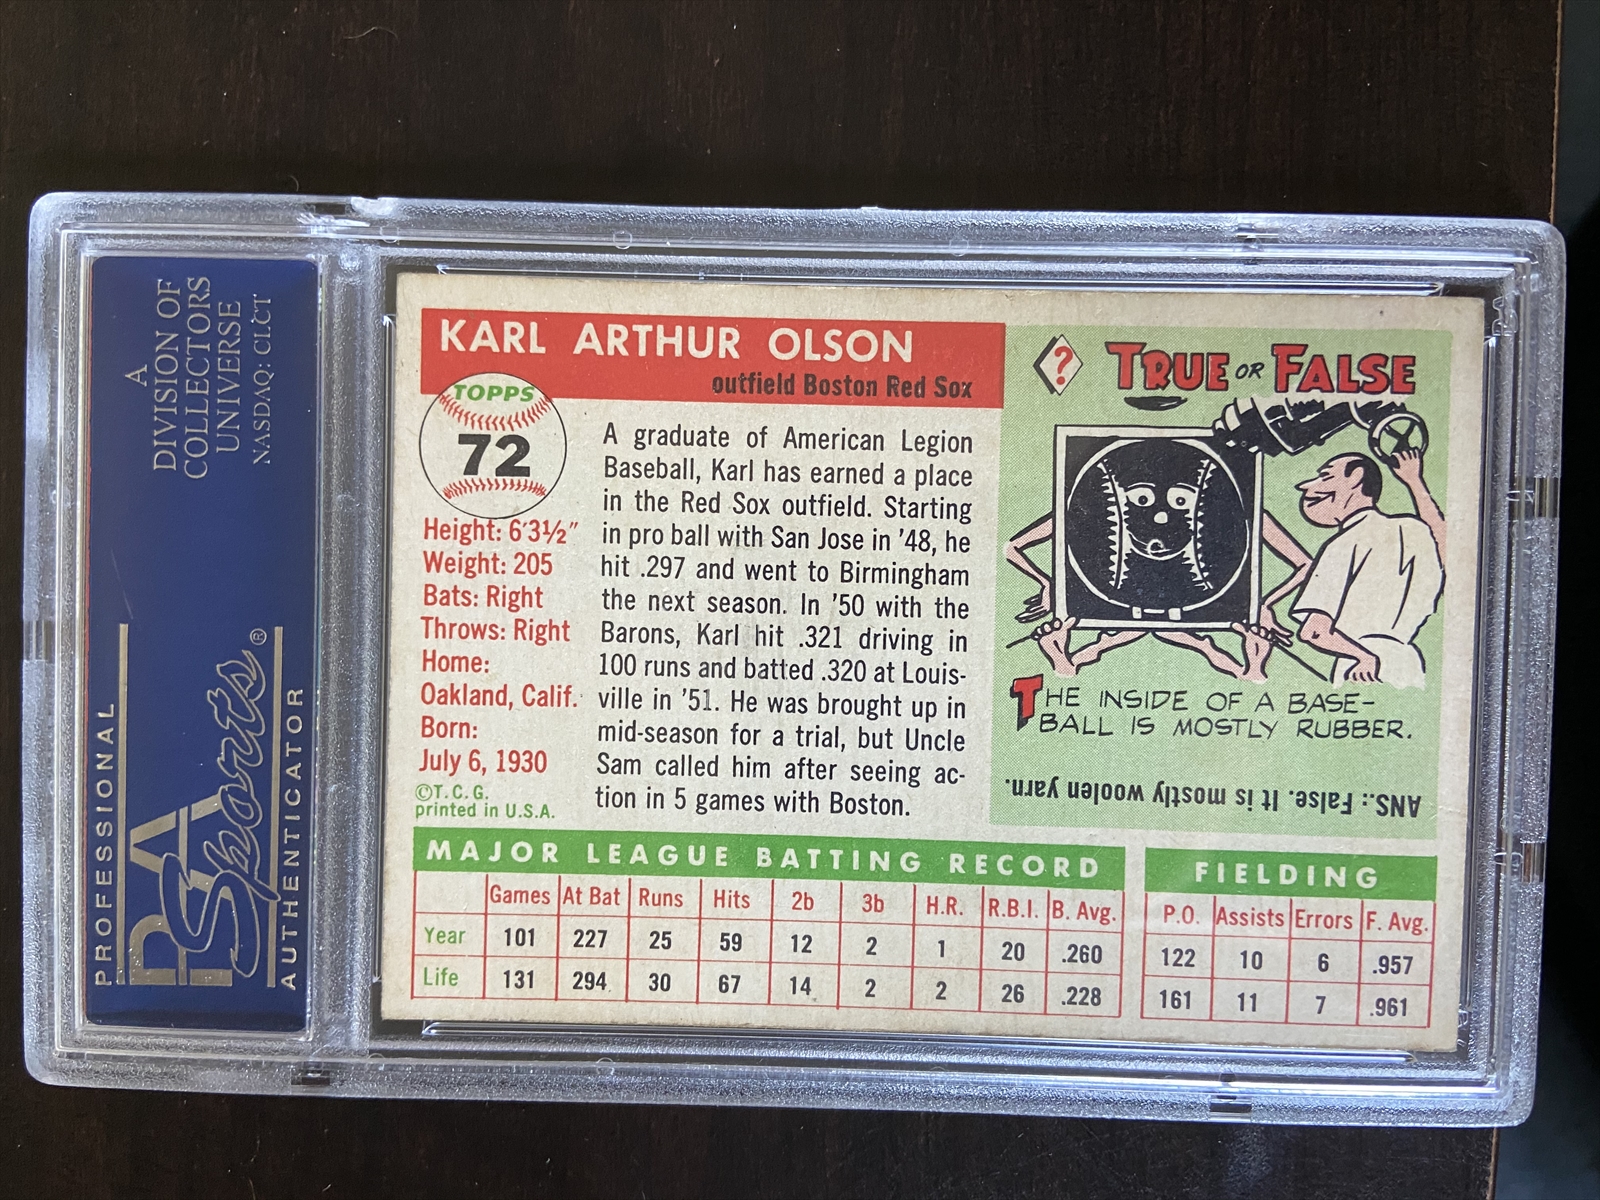 A
DIVISION OF
COLLECTORS
UNIVERSE
NASDAQ: CLCT
PROFESSIONAL
PSA
Sports®
AUTHENTICATOR
KARL ARTHUR OLSON
outfield Boston Red Sox
TOPPS
72
Height: 6'3½"
Weight: 205
Bats: Right
Throws: Right
Home:
Oakland, Calif.
Born:
July 6, 1930
©T.C.G.
printed in U.S.A.
A graduate of American Legion
Baseball, Karl has earned a place
in the Red Sox outfield. Starting
in pro ball with San Jose in '48, he
hit .297 and went to Birmingham
the next season. In '50 with the
Barons, Karl hit .321 driving in
100 runs and batted .320 at Louis-
ville in '51. He was brought up in
mid-season for a trial, but Uncle
Sam called him after seeing ac-
tion in 5 games with Boston.
? TRUE OR FALSE
THE INSIDE OF A BASE-
BALL IS MOSTLY RUBBER.
ANS.: False. It is mostly woolen yarn.
MAJOR LEAGUE BATTING RECORD
Games At Bat Runs Hits 2b 3b H.R. R.B.I. B. Avg.
Year 101 227 25 59 12 2 1 20 .260
Life 131 294 30 67 14 2 2 26 .228
FIELDING
P.O. Assists Errors F. Avg.
122 10 6 .957
161 11 7 .961